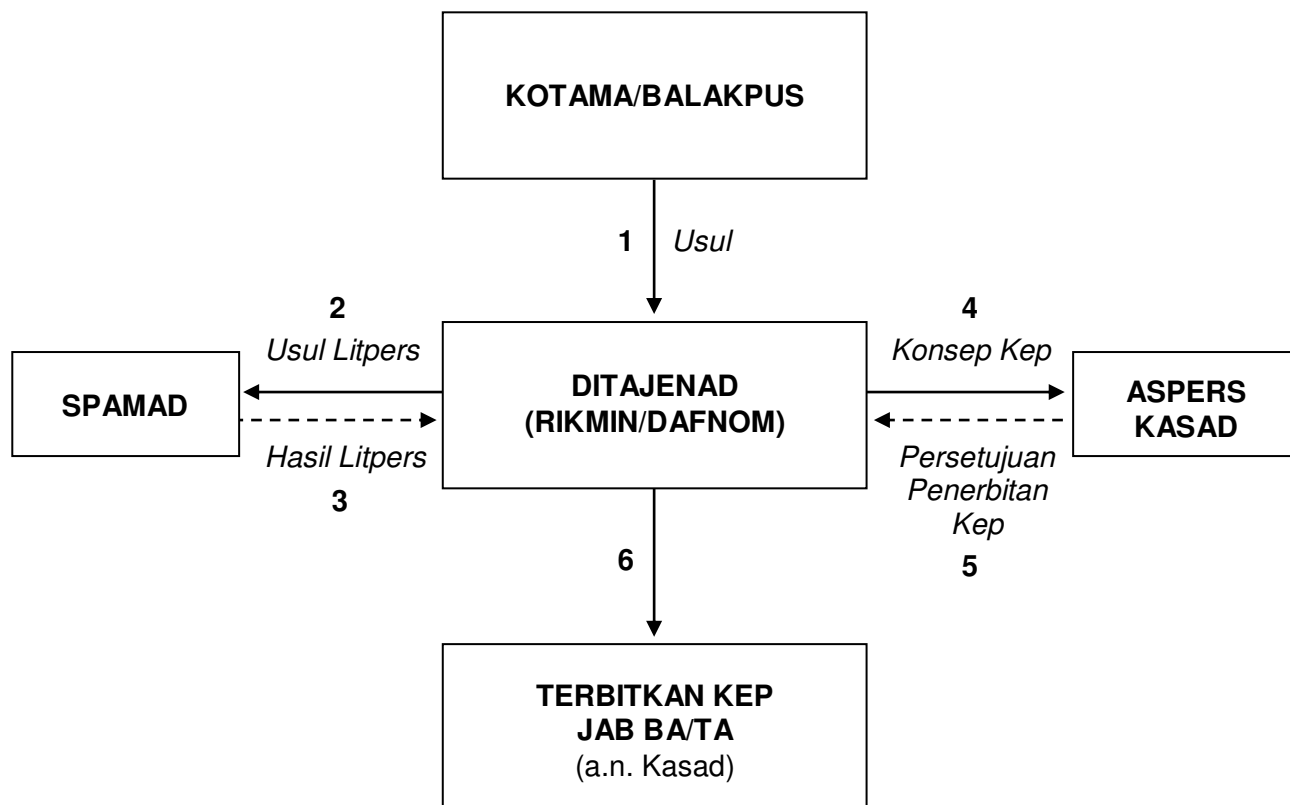 KOTAMA/BALAKPUS
1 Usul
2
Usul Litpers
4
Konsep Kep
SPAMAD
DITAJENAD
(RIKMIN/DAFNOM)
ASPERS
KASAD
Hasil Litpers
3
Persetujuan
Penerbitan
Kep
5
6
TERBITKAN KEP
JAB BA/TA
(a.n. Kasad)